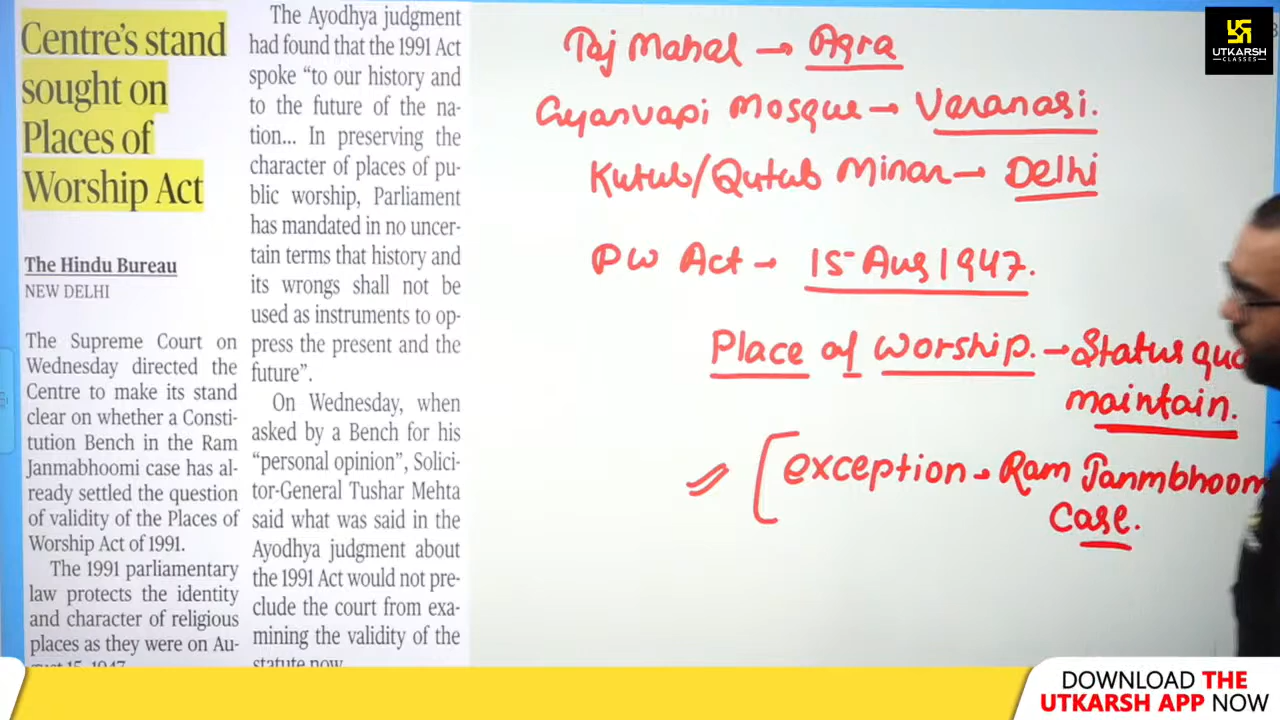 Centre's stand
sought on
Places of
Worship Act
The Hindu Bureau
NEW DELHI
The Supreme Court on
Wednesday directed the
Centre to make its stand
clear on whether a Consti-
tution Bench in the Ram
Janmabhoomi case has al-
ready settled the question
of validity of the Places of
Worship Act of 1991.
The 1991 parliamentary
law protects the identity
and character of religious
places as they were on Au-
gust 15, 1947.
The Ayodhya judgment
had found that the 1991 Act
spoke "to our history and
to the future of the na-
tion... In preserving the
character of places of pu-
blic worship, Parliament
has mandated in no uncer-
tain terms that history and
its wrongs shall not be
used as instruments to op-
press the present and the
future".
On Wednesday, when
asked by a Bench for his
"personal opinion", Solici-
tor-General Tushar Mehta
said what was said in the
Ayodhya judgment about
the 1991 Act would not pre-
clude the court from exa-
mining the validity of the
statute now.
Taj Mahal → Agra
Gyanvapi Mosque → Varanasi.
Kutub/Qutub Minar → Delhi
PW Act → 15 Aug 1947.
Place of worship. → Status quo
maintain.
exception → Ram Janmbhoom
Case.
UTKARSH
CLASSES
DOWNLOAD THE
UTKARSH APP NOW